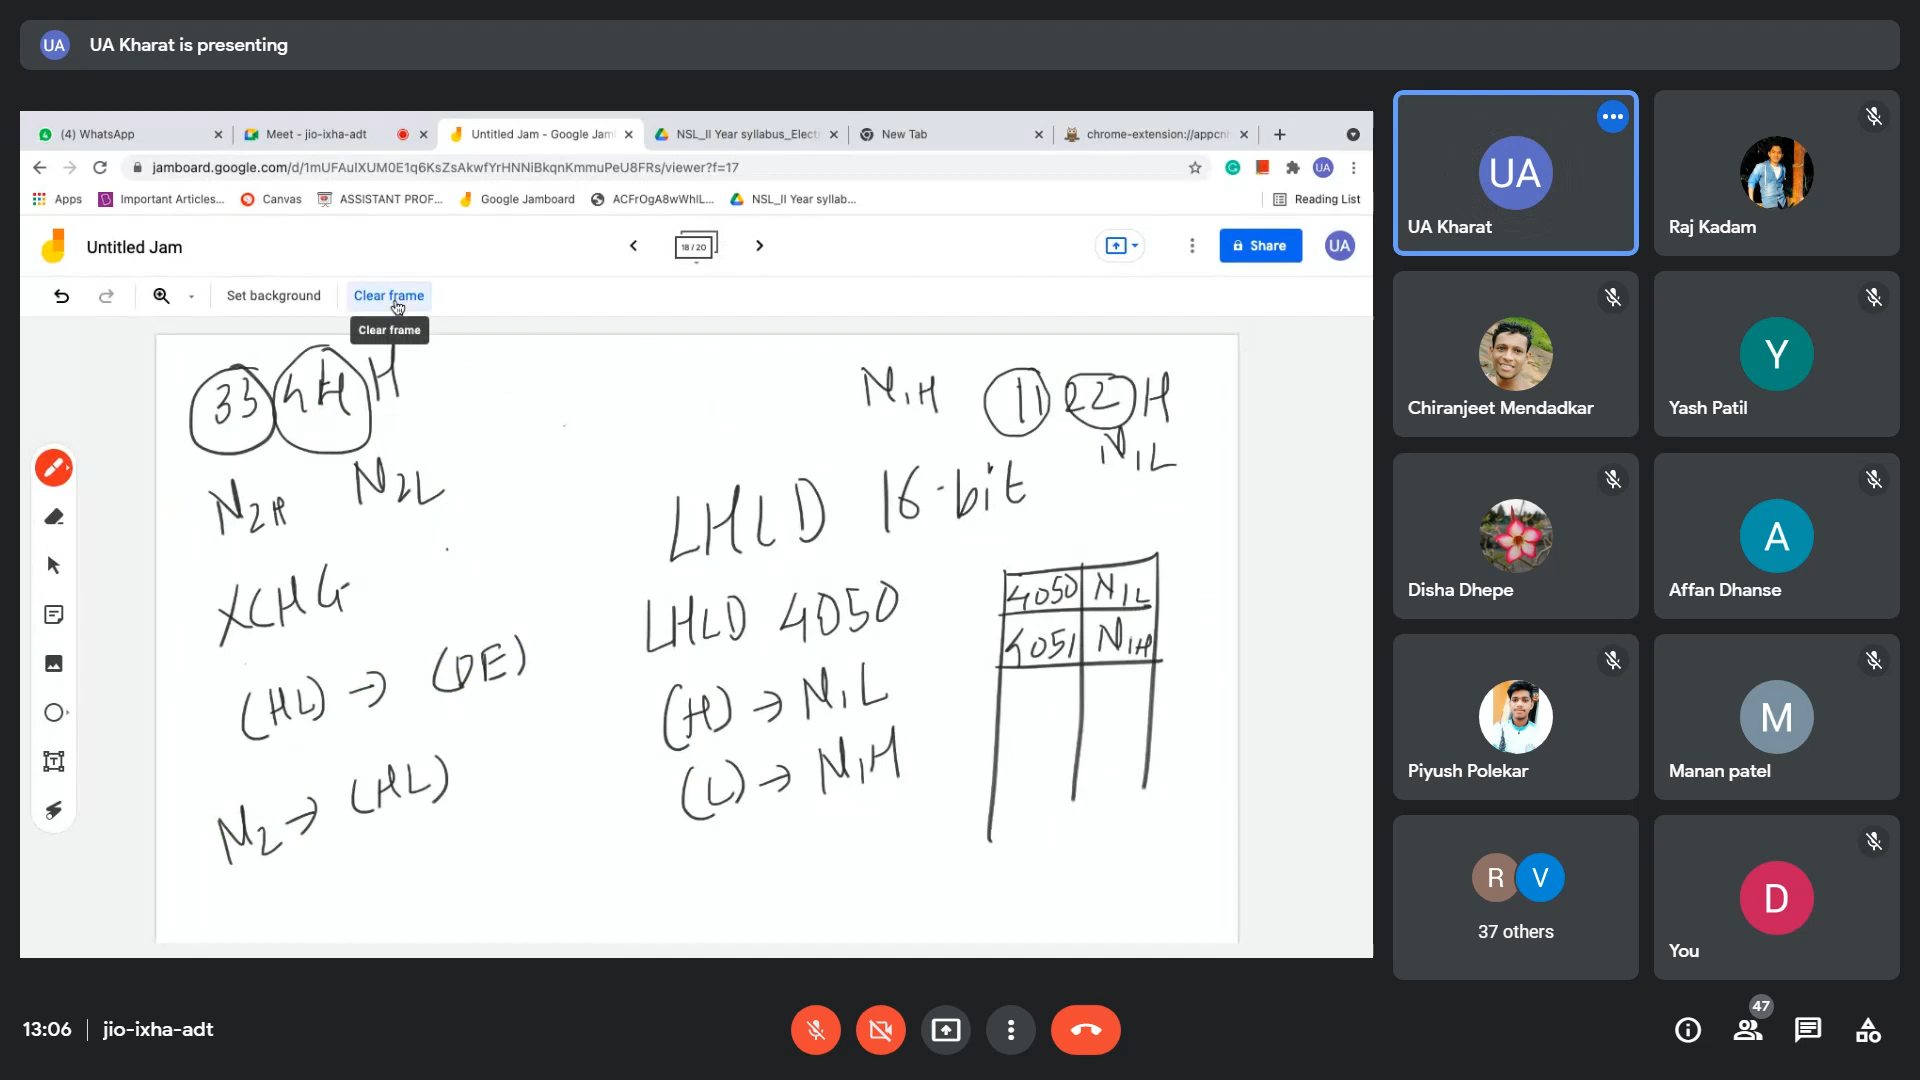 UA UA Kharat is presenting
(4) WhatsApp
Meet - jio-ixha-adt
Untitled Jam - Google Jam
NSL_II Year syllabus_Elect
New Tab
chrome-extension://appcn
jamboard.google.com/d/1mUFAulXUM0E1q6KsZsAkwfYrHNNiBkqnKmmuPeU8FRs/viewer?f=17
UA
Apps
Important Articles...
Canvas
ASSISTANT PROF...
Google Jamboard
ACFrOgA8wWhlL...
NSL_II Year syllab...
Reading List
Untitled Jam
18 / 20
Share
UA
Set background
Clear frame
Clear frame
33 44 H
N2H N2L
XCHG
(HL) → (DE)
N2 → (HL)
N1H 11 22 H
N1L
LHLD 16-bit
LHLD 4050
(H) → N1L
(L) → N1H
4050 N1L
4051 N1H
UA
UA Kharat
Raj Kadam
Chiranjeet Mendadkar
Y
Yash Patil
Disha Dhepe
A
Affan Dhanse
Piyush Polekar
M
Manan patel
R V
37 others
D
You
13:06 | jio-ixha-adt
47